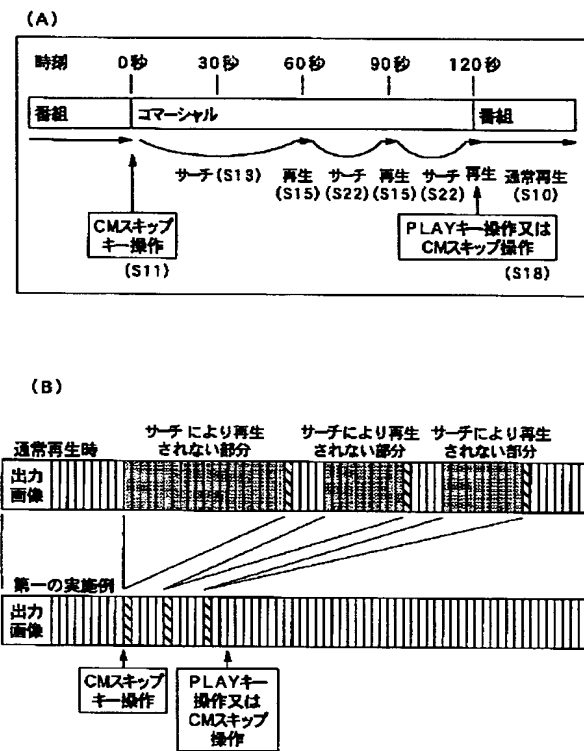 (A)
時刻 0秒 30秒 60秒 90秒 120秒
番組 コマーシャル 番組
サーチ(S13) 再生 サーチ 再生 サーチ 再生 通常再生
(S15) (S22) (S15) (S22) (S10)
CMスキップ
キー操作
(S11)
PLAYキー操作又は
CMスキップ操作
(S18)
(B)
通常再生時
サーチにより再生
されない部分
サーチにより再生
されない部分
サーチにより再生
されない部分
出力
画像
第一の実施例
出力
画像
CMスキップ
キー操作
PLAYキー
操作又は
CMスキップ
操作